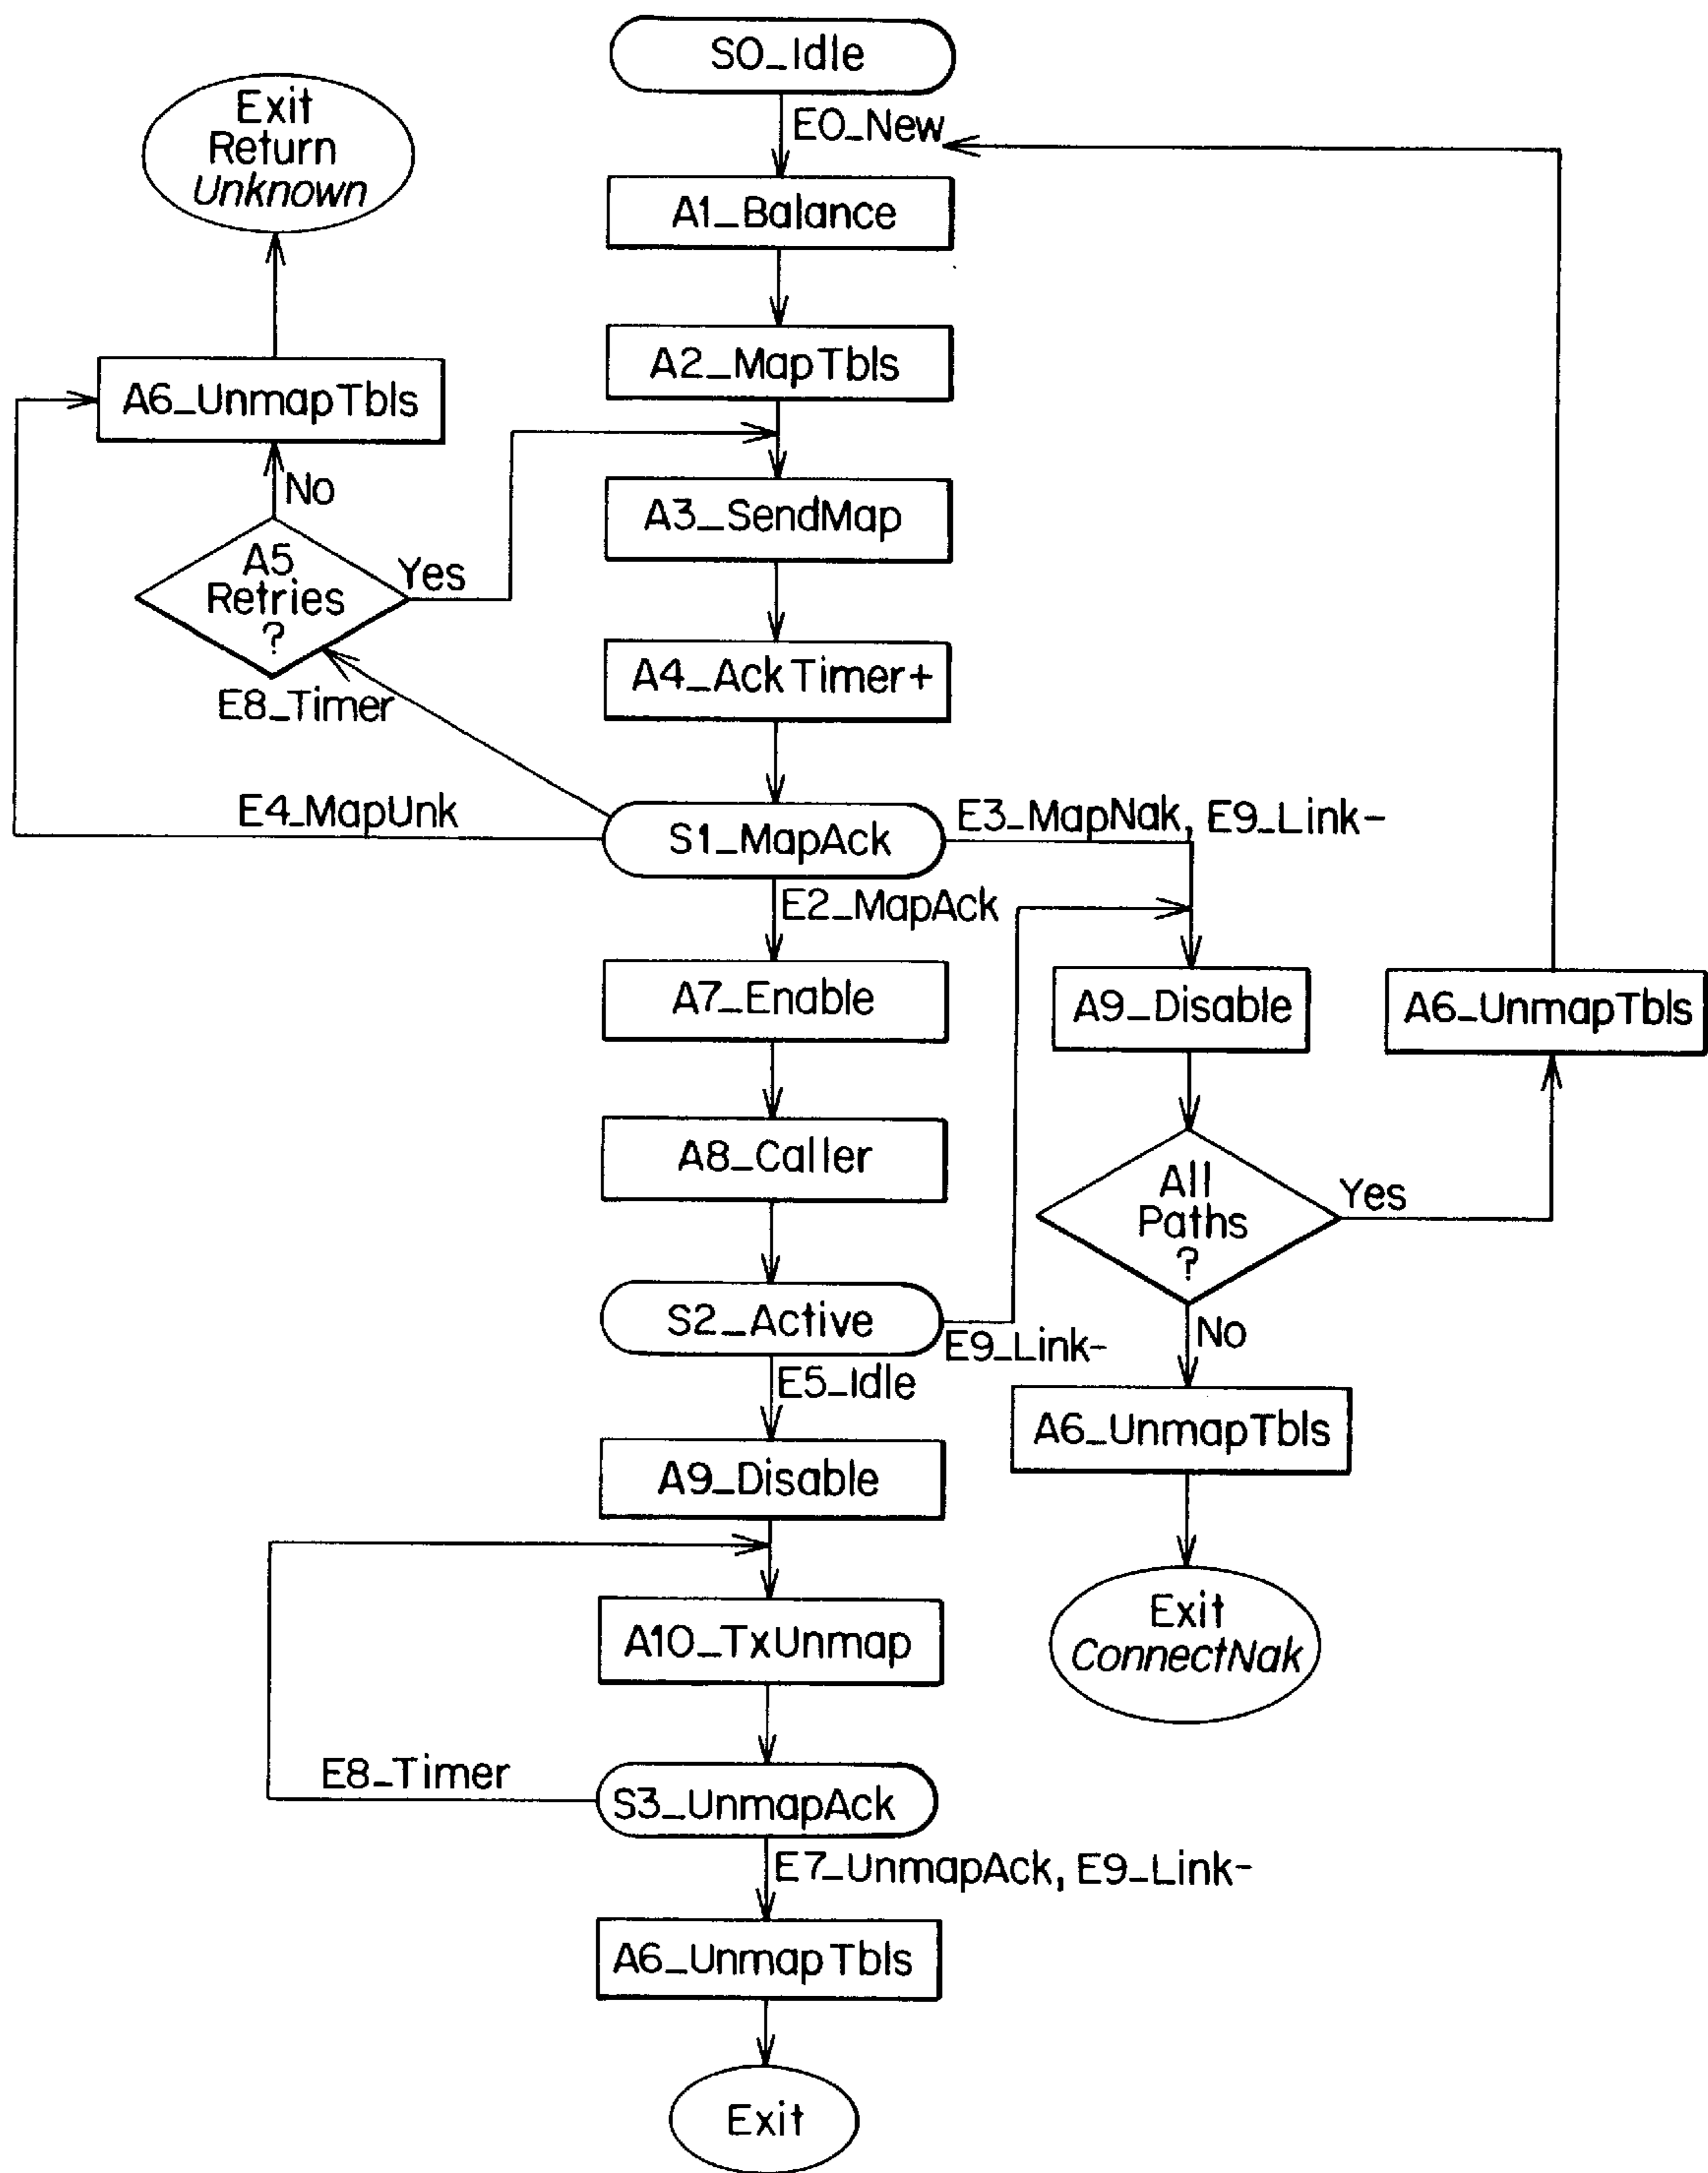 S0_Idle
E0_New
Exit
Return
Unknown
A1_Balance
A2_MapTbls
A6_UnmapTbls
No
A3_SendMap
A5
Retries
?
Yes
A4_AckTimer+
E8_Timer
E4_MapUnk
S1_MapAck
E3_MapNak, E9_Link-
E2_MapAck
A7_Enable
A9_Disable
A6_UnmapTbls
A8_Caller
All
Paths
?
Yes
S2_Active
E9_Link-
No
E5_Idle
A6_UnmapTbls
A9_Disable
A10_TxUnmap
Exit
ConnectNak
E8_Timer
S3_UnmapAck
E7_UnmapAck, E9_Link-
A6_UnmapTbls
Exit